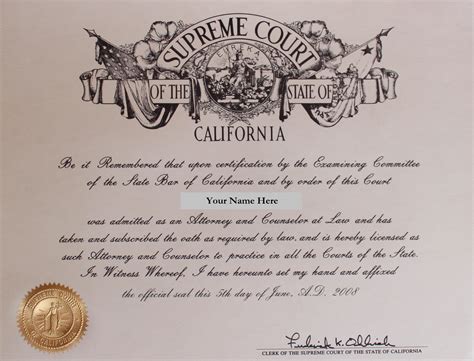 SUPREME COURT
OF THE STATE OF
CALIFORNIA
Be it Remembered that upon certification by the Examining Committee
of the State Bar of California and by order of this Court
Your Name Here
was admitted as an Attorney and Counselor at Law and has
taken and subscribed the oath as required by law, and is hereby licensed as
such Attorney and Counselor to practice in all the Courts of the State.
In Witness Whereof, I have hereunto set my hand and affixed
the official seal this 5th day of June, A.D. 2008
Frederick K. Ohlrich
CLERK OF THE SUPREME COURT OF THE STATE OF CALIFORNIA